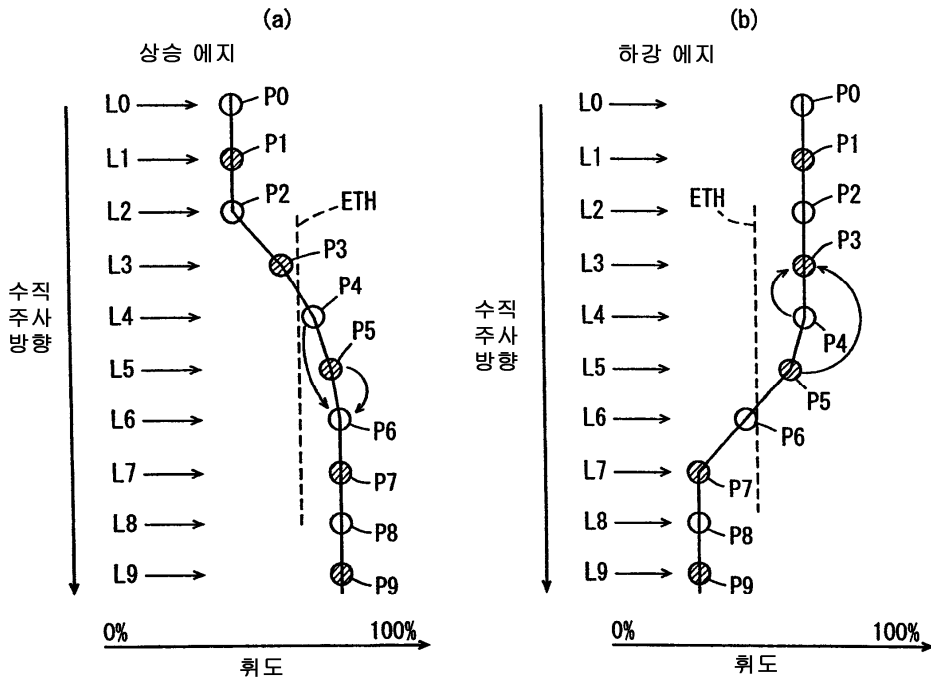 (a)
상승 에지
L0
P0
L1
P1
L2
P2
ETH
L3
P3
L4
P4
L5
P5
L6
P6
L7
P7
L8
P8
L9
P9
수직
주사
방향
0%
100%
휘도
(b)
하강 에지
L0
P0
L1
P1
L2
P2
ETH
L3
P3
L4
P4
L5
P5
L6
P6
L7
P7
L8
P8
L9
P9
수직
주사
방향
0%
100%
휘도